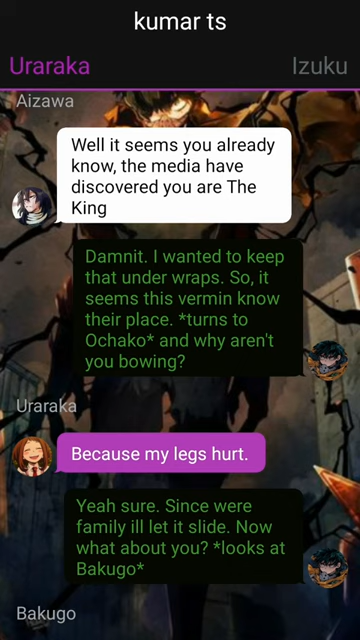 kumar ts
Uraraka
Izuku
Aizawa
Well it seems you already
know, the media have
discovered you are The
King
Damnit. I wanted to keep
that under wraps. So, it
seems this vermin know
their place. *turns to
Ochako* and why aren't
you bowing?
Uraraka
Because my legs hurt.
Yeah sure. Since were
family ill let it slide. Now
what about you? *looks at
Bakugo*
Bakugo